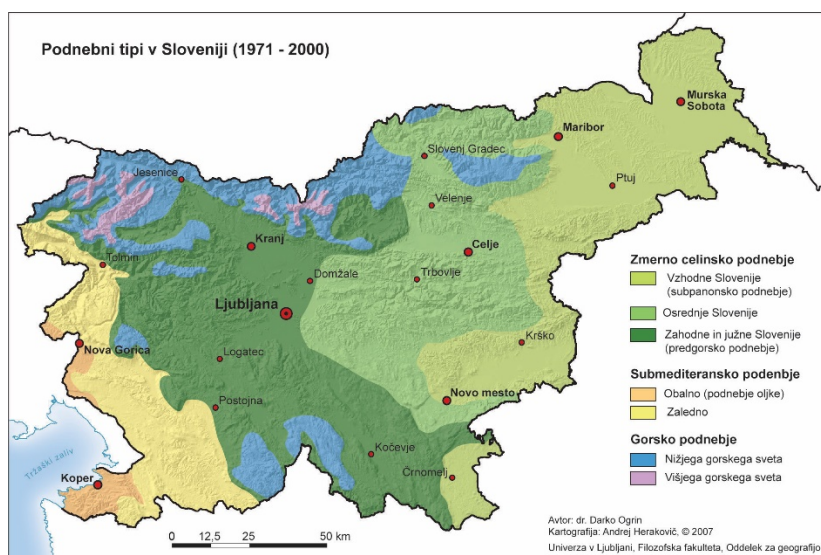 Podnebni tipi v Sloveniji (1971 - 2000)
Murska
Sobota
Maribor
Slovenj Gradec
Ptuj
Jesenice
Velenje
Kranj
Celje
Tolmin
Domžale
Trbovlje
Ljubljana
Krško
Nova Gorica
Logatec
Novo mesto
Postojna
Kočevje
Tržaški zaliv
Koper
Črnomelj
Zmerno celinsko podnebje
Vzhodne Slovenije
(subpanonsko podnebje)
Osrednje Slovenije
Zahodne in južne Slovenije
(predgorsko podnebje)
Submediteransko podenbje
Obalno (podnebje oljke)
Zaledno
Gorsko podnebje
Nižjega gorskega sveta
Višjega gorskega sveta
0 12,5 25 50 km
Avtor: dr. Darko Ogrin
Kartografija: Andrej Herakovič, © 2007
Univerza v Ljubljani, Filozofska fakulteta, Oddelek za geografijo